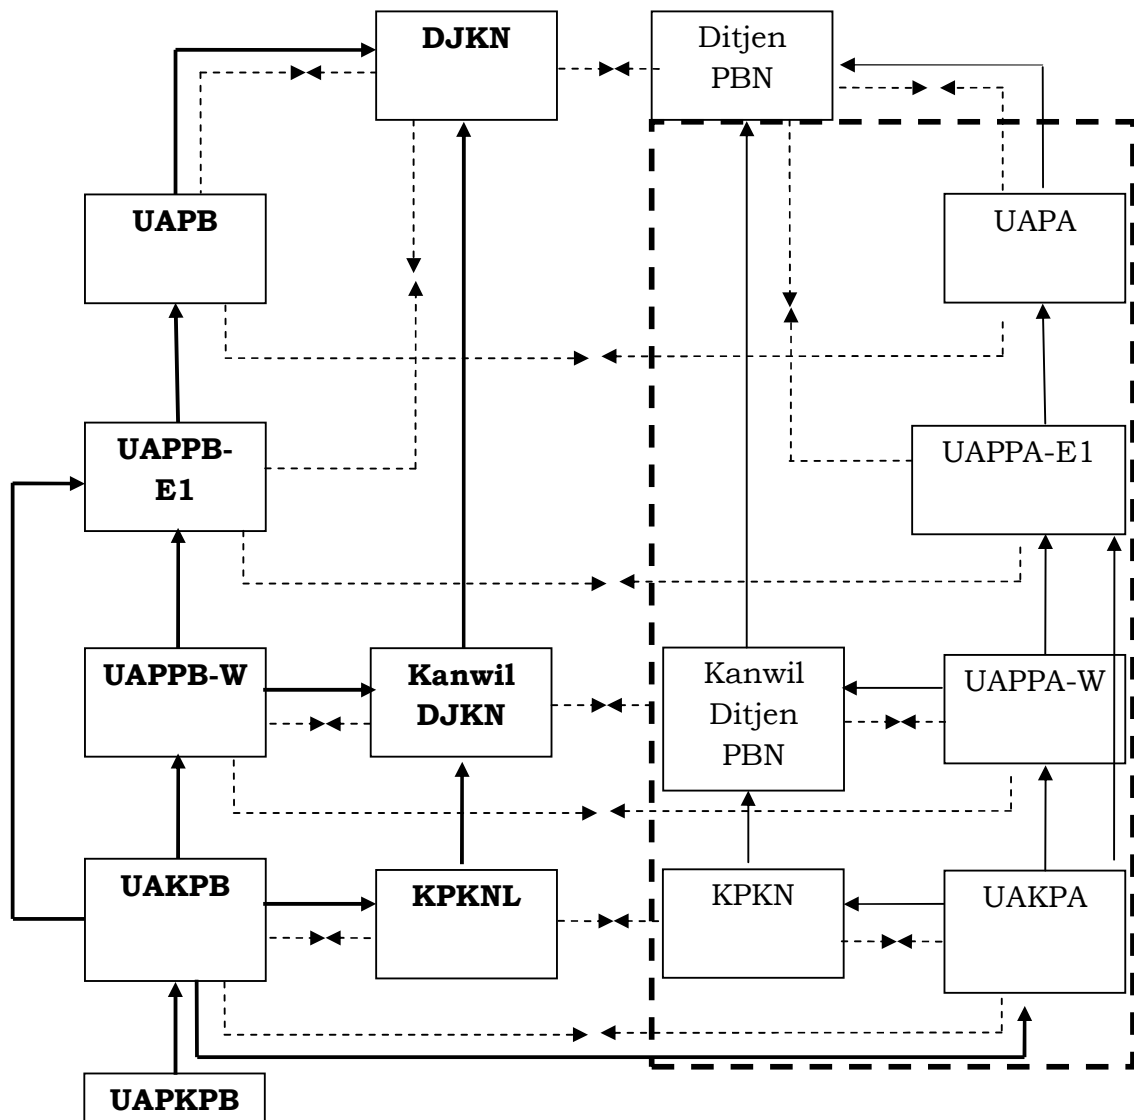 DJKN
Ditjen
PBN
UAPB
UAPA
UAPPB-
E1
UAPPA-E1
UAPPB-W
Kanwil
DJKN
Kanwil
Ditjen
PBN
UAPPA-W
UAKPB
KPKNL
KPKN
UAKPA
UAPKPB